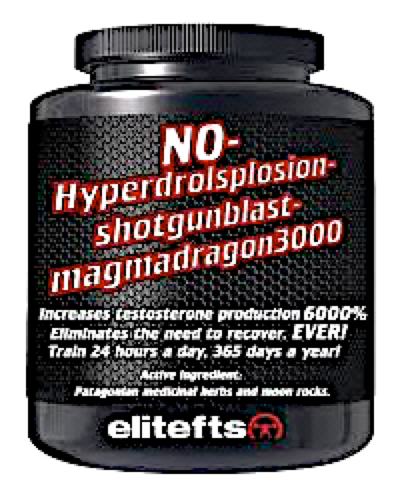 NO-
Hyperdrolsplosion-
shotgunblast-
magmadragon3000
Increases testosterone production 6000%
Eliminates the need to recover. EVER!
Train 24 hours a day, 365 days a year!
Active Ingredient:
Patagonian medicinal herbs and moon rocks.
elitefts